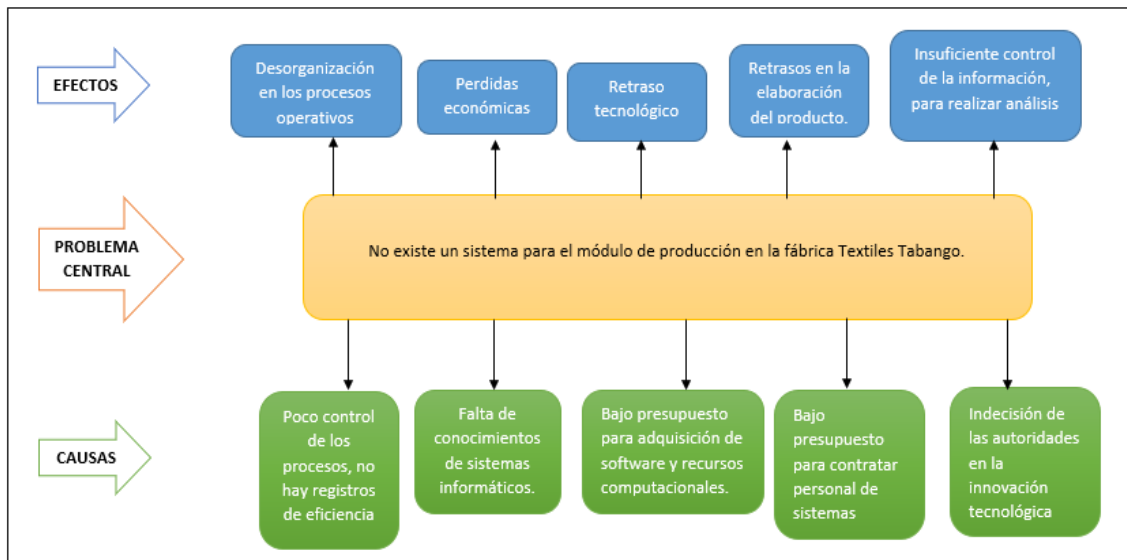 EFECTOS
Desorganización
en los procesos
operativos
Perdidas
económicas
Retraso
tecnológico
Retrasos en la
elaboración
del producto.
Insuficiente control
de la información,
para realizar análisis
PROBLEMA
CENTRAL
No existe un sistema para el módulo de producción en la fábrica Textiles Tabango.
CAUSAS
Poco control
de los
procesos, no
hay registros
de eficiencia
Falta de
conocimientos
de sistemas
informáticos.
Bajo presupuesto
para adquisición de
software y recursos
computacionales.
Bajo
presupuesto
para contratar
personal de
sistemas
Indecisión de
las autoridades
en la
innovación
tecnológica